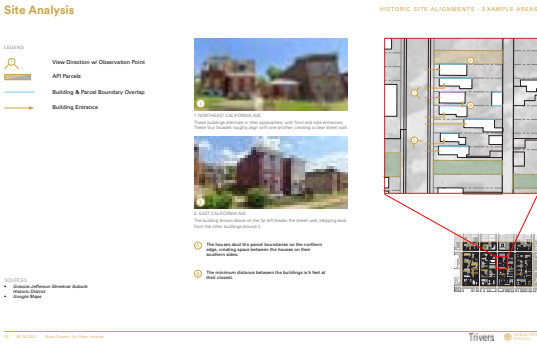 Site Analysis
HISTORIC SITE ALIGNMENTS - EXAMPLE AREAS
LEGEND
View Direction w/ Observation Point
API Parcels
Building & Parcel Boundary Overlap
Building Entrance
1. NORTHEAST CALIFORNIA AVE
These buildings alternate in their approaches, with front and side entrances.
These four facades roughly align with one another, creating a clear street wall.
2. EAST CALIFORNIA AVE
The building shown above on the far left breaks the street wall, stepping back
from the other buildings around it.
The houses abut the parcel boundaries on the northern
edge, creating space between the houses on their
southern sides.
The minimum distance between the buildings is 6 feet at
their closest.
SOURCES
Gravois-Jefferson Streetcar Suburb
Historic District
Google Maps
Trivers